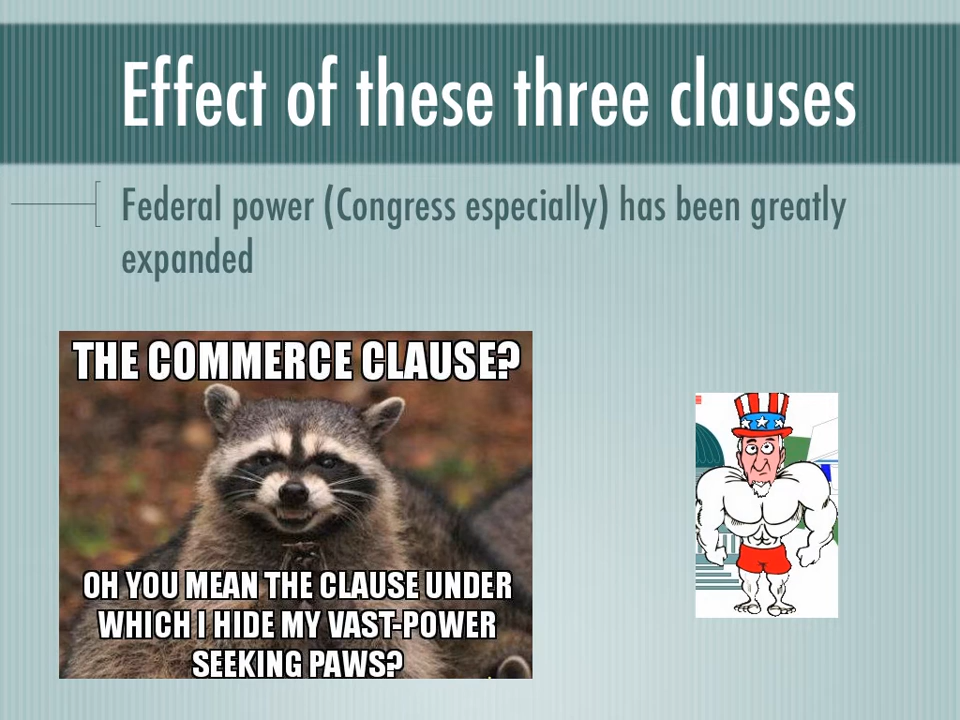 Effect of these three clauses
Federal power (Congress especially) has been greatly
expanded
THE COMMERCE CLAUSE?
OH YOU MEAN THE CLAUSE UNDER
WHICH I HIDE MY VAST-POWER
SEEKING PAWS?